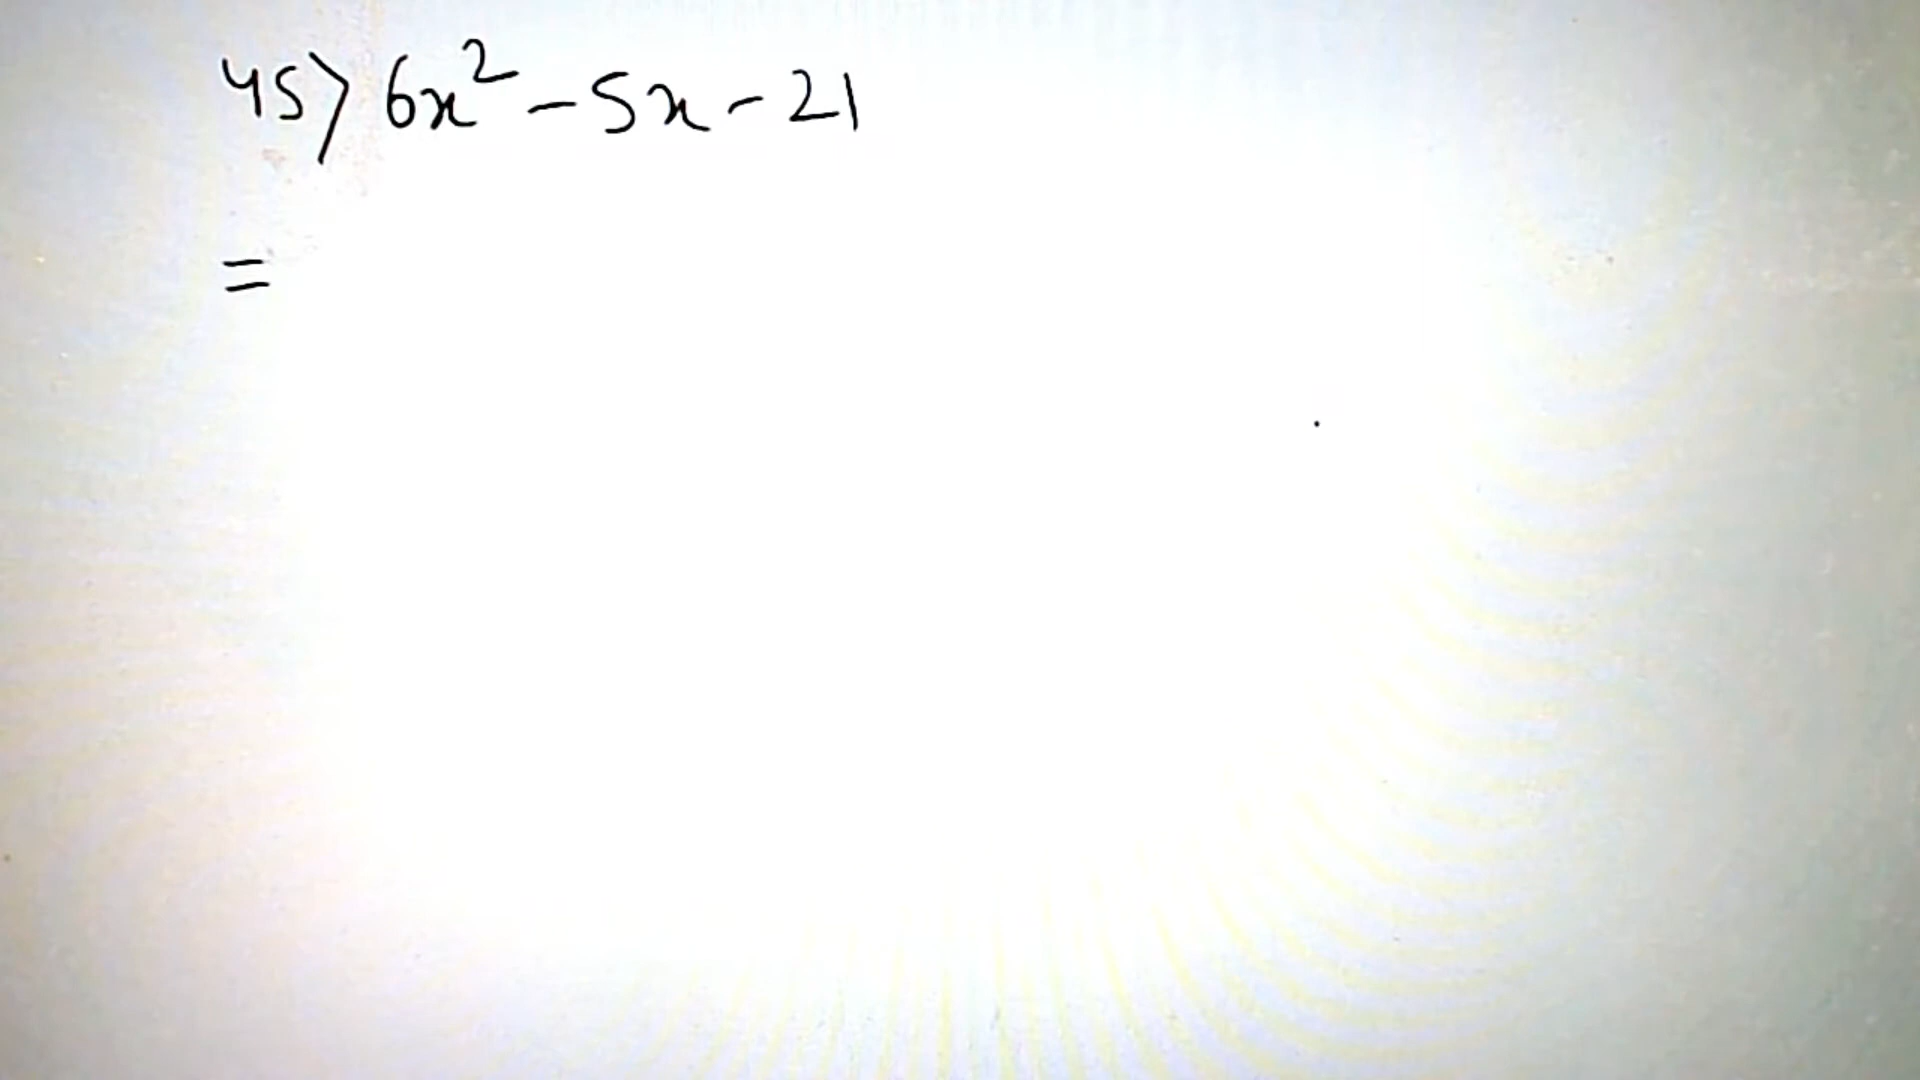 45> 6x² - 5x - 21
=